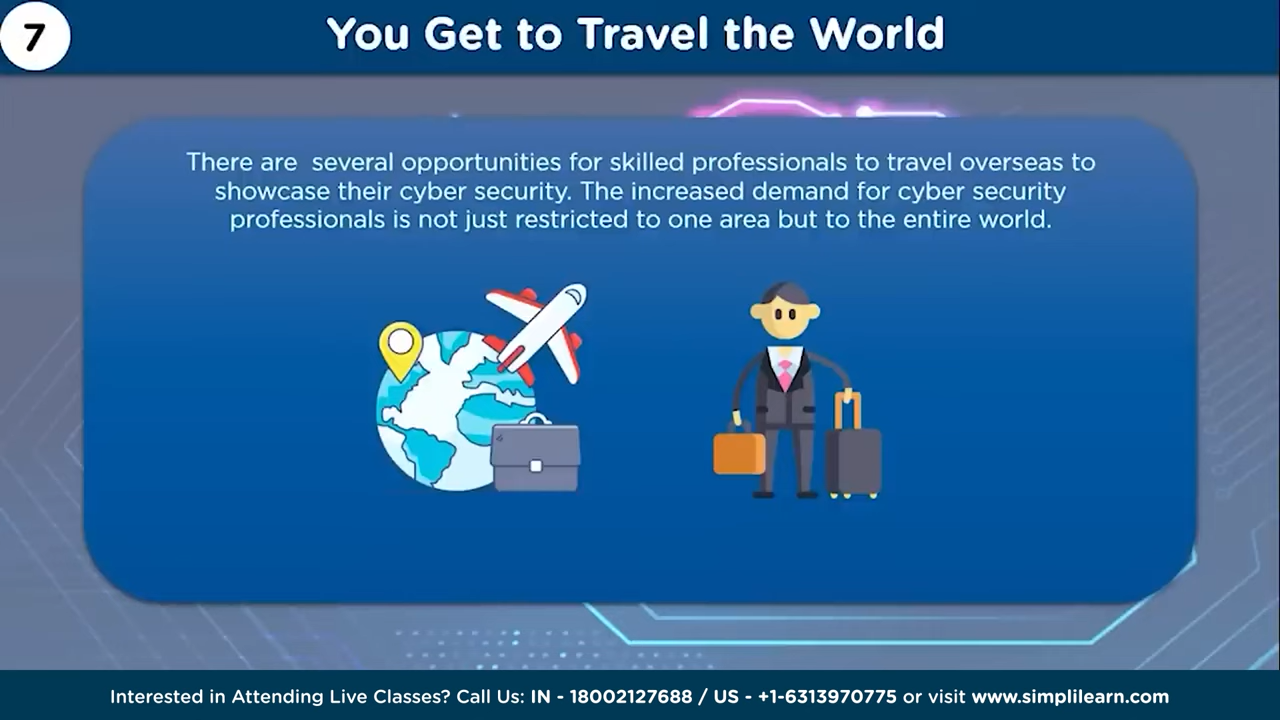 7
You Get to Travel the World
There are  several opportunities for skilled professionals to travel overseas to
showcase their cyber security. The increased demand for cyber security
professionals is not just restricted to one area but to the entire world.
Interested in Attending Live Classes? Call Us: IN - 18002127688 / US - +1-6313970775 or visit www.simplilearn.com